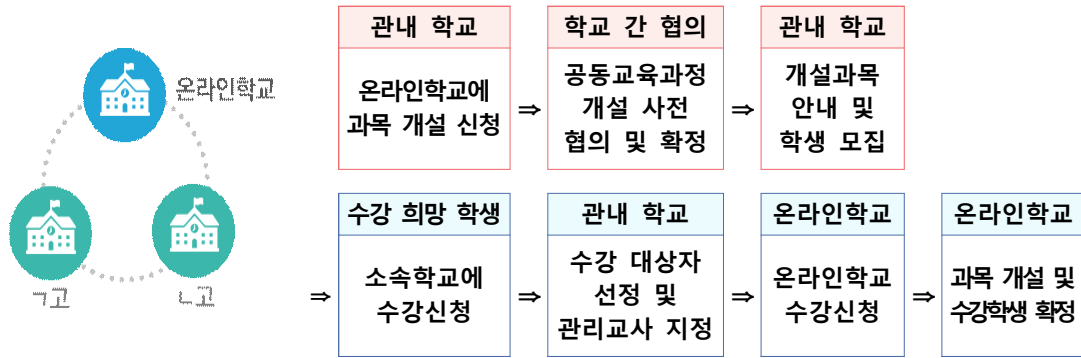 온라인학교
ㄱ고
ㄴ고
관내 학교
온라인학교에
과목 개설 신청
⇒
학교 간 협의
공동교육과정
개설 사전
협의 및 확정
⇒
관내 학교
개설과목
안내 및
학생 모집
⇒
수강 희망 학생
소속학교에
수강신청
⇒
관내 학교
수강 대상자
선정 및
관리교사 지정
⇒
온라인학교
온라인학교
수강신청
⇒
온라인학교
과목 개설 및
수강학생 확정